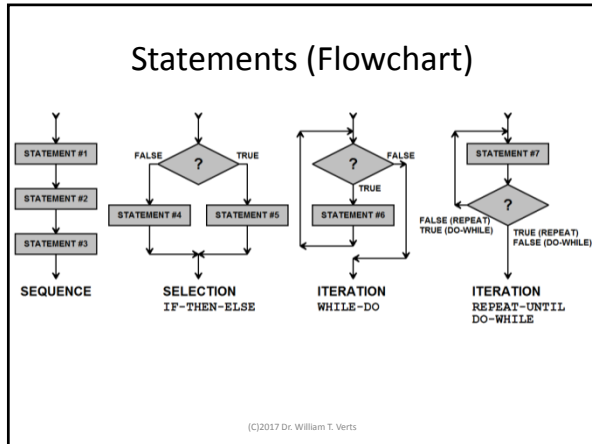 Statements (Flowchart)
STATEMENT #1
STATEMENT #2
STATEMENT #3
SEQUENCE
FALSE
TRUE
?
STATEMENT #4
STATEMENT #5
SELECTION
IF-THEN-ELSE
?
FALSE
TRUE
STATEMENT #6
ITERATION
WHILE-DO
STATEMENT #7
?
FALSE (REPEAT)
TRUE (DO-WHILE)
TRUE (REPEAT)
FALSE (DO-WHILE)
ITERATION
REPEAT-UNTIL
DO-WHILE
(C)2017 Dr. William T. Verts